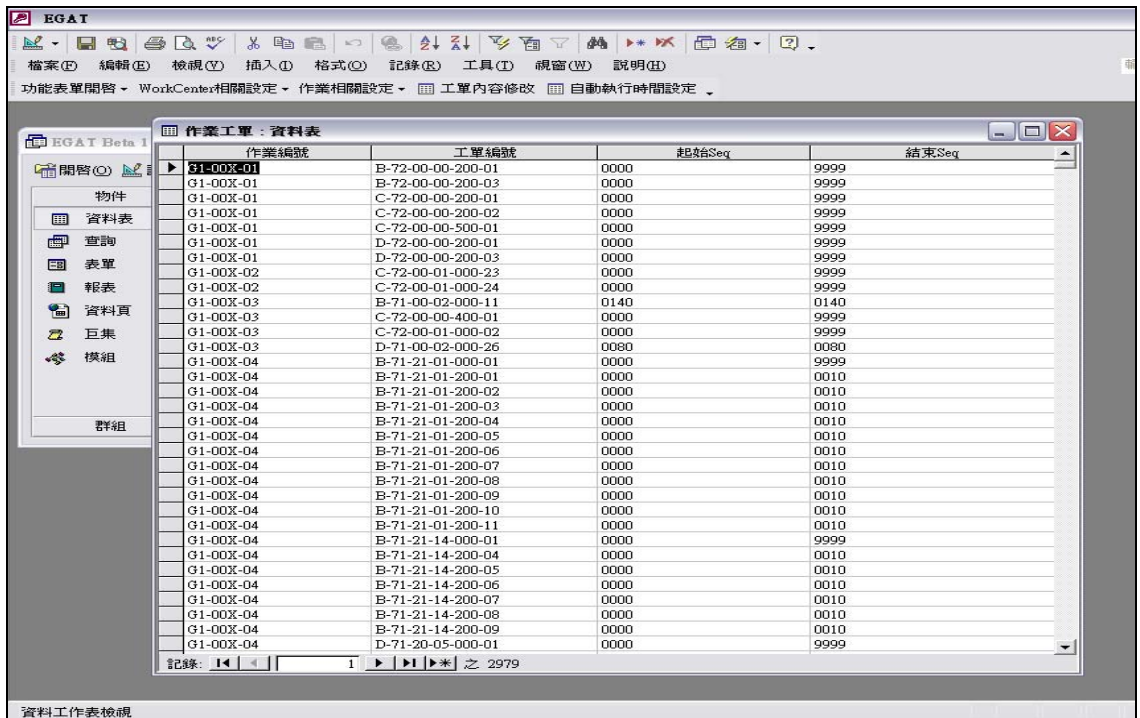 EGAT
檔案(F) 編輯(E) 檢視(V) 插入(I) 格式(O) 記錄(R) 工具(T) 視窗(W) 說明(H)
功能表單開啓 WorkCenter相關設定 作業相關設定 工單內容修改 自動執行時間設定
EGAT Beta 1
開啓(O)
物件
資料表
查詢
表單
報表
資料頁
巨集
模組
群組
作業工單 : 資料表
作業編號 工單編號 起始Seq 結束Seq
G1-00X-01 B-72-00-00-200-01 0000 9999
G1-00X-01 B-72-00-00-200-03 0000 9999
G1-00X-01 C-72-00-00-200-01 0000 9999
G1-00X-01 C-72-00-00-200-02 0000 9999
G1-00X-01 C-72-00-00-500-01 0000 9999
G1-00X-01 D-72-00-00-200-01 0000 9999
G1-00X-01 D-72-00-00-200-03 0000 9999
G1-00X-02 C-72-00-01-000-23 0000 9999
G1-00X-02 C-72-00-01-000-24 0000 9999
G1-00X-03 B-71-00-02-000-11 0140 0140
G1-00X-03 C-72-00-00-400-01 0000 9999
G1-00X-03 C-72-00-01-000-02 0000 9999
G1-00X-03 D-71-00-02-000-26 0080 0080
G1-00X-04 B-71-21-01-000-01 0000 9999
G1-00X-04 B-71-21-01-200-01 0000 0010
G1-00X-04 B-71-21-01-200-02 0000 0010
G1-00X-04 B-71-21-01-200-03 0000 0010
G1-00X-04 B-71-21-01-200-04 0000 0010
G1-00X-04 B-71-21-01-200-05 0000 0010
G1-00X-04 B-71-21-01-200-06 0000 0010
G1-00X-04 B-71-21-01-200-07 0000 0010
G1-00X-04 B-71-21-01-200-08 0000 0010
G1-00X-04 B-71-21-01-200-09 0000 0010
G1-00X-04 B-71-21-01-200-10 0000 0010
G1-00X-04 B-71-21-01-200-11 0000 0010
G1-00X-04 B-71-21-14-000-01 0000 9999
G1-00X-04 B-71-21-14-200-04 0000 0010
G1-00X-04 B-71-21-14-200-05 0000 0010
G1-00X-04 B-71-21-14-200-06 0000 0010
G1-00X-04 B-71-21-14-200-07 0000 0010
G1-00X-04 B-71-21-14-200-08 0000 0010
G1-00X-04 B-71-21-14-200-09 0000 0010
G1-00X-04 D-71-20-05-000-01 0000 9999
記錄: 1 之 2979
資料工作表檢視